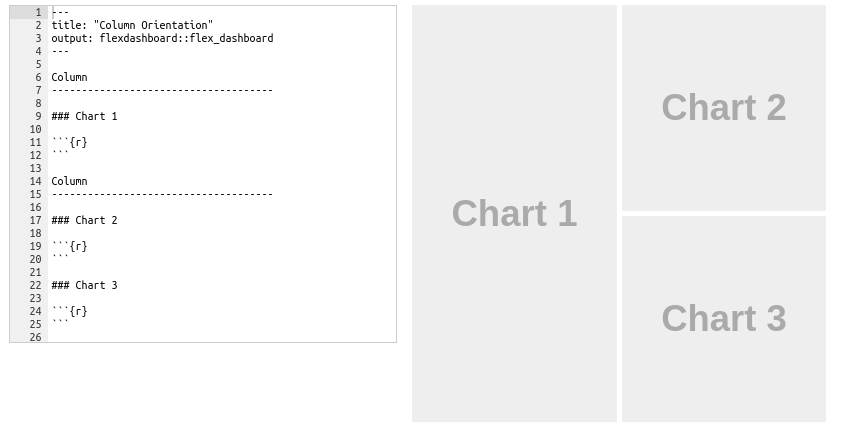 1 ---
2 title: "Column Orientation"
3 output: flexdashboard::flex_dashboard
4 ---
5
6 Column
7 -------------------------------------
8
9 ### Chart 1
10
11 ```{r}
12 ```
13
14 Column
15 -------------------------------------
16
17 ### Chart 2
18
19 ```{r}
20 ```
21
22 ### Chart 3
23
24 ```{r}
25 ```
26
Chart 1
Chart 2
Chart 3